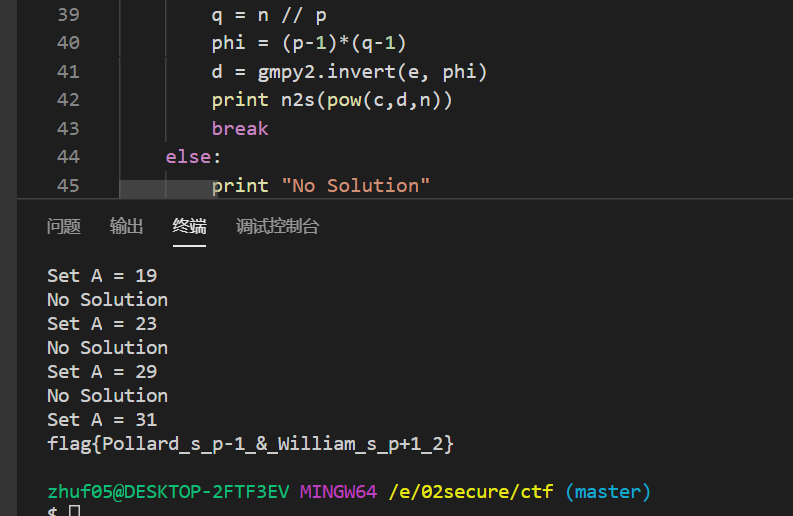 39 q = n // p
40 phi = (p-1)*(q-1)
41 d = gmpy2.invert(e, phi)
42 print n2s(pow(c,d,n))
43 break
44 else:
45 print "No Solution"
问题 输出 终端 调试控制台
Set A = 19
No Solution
Set A = 23
No Solution
Set A = 29
No Solution
Set A = 31
flag{Pollard_s_p-1_&_William_s_p+1_2}
zhuf05@DESKTOP-2FTF3EV MINGW64 /e/02secure/ctf (master)
$